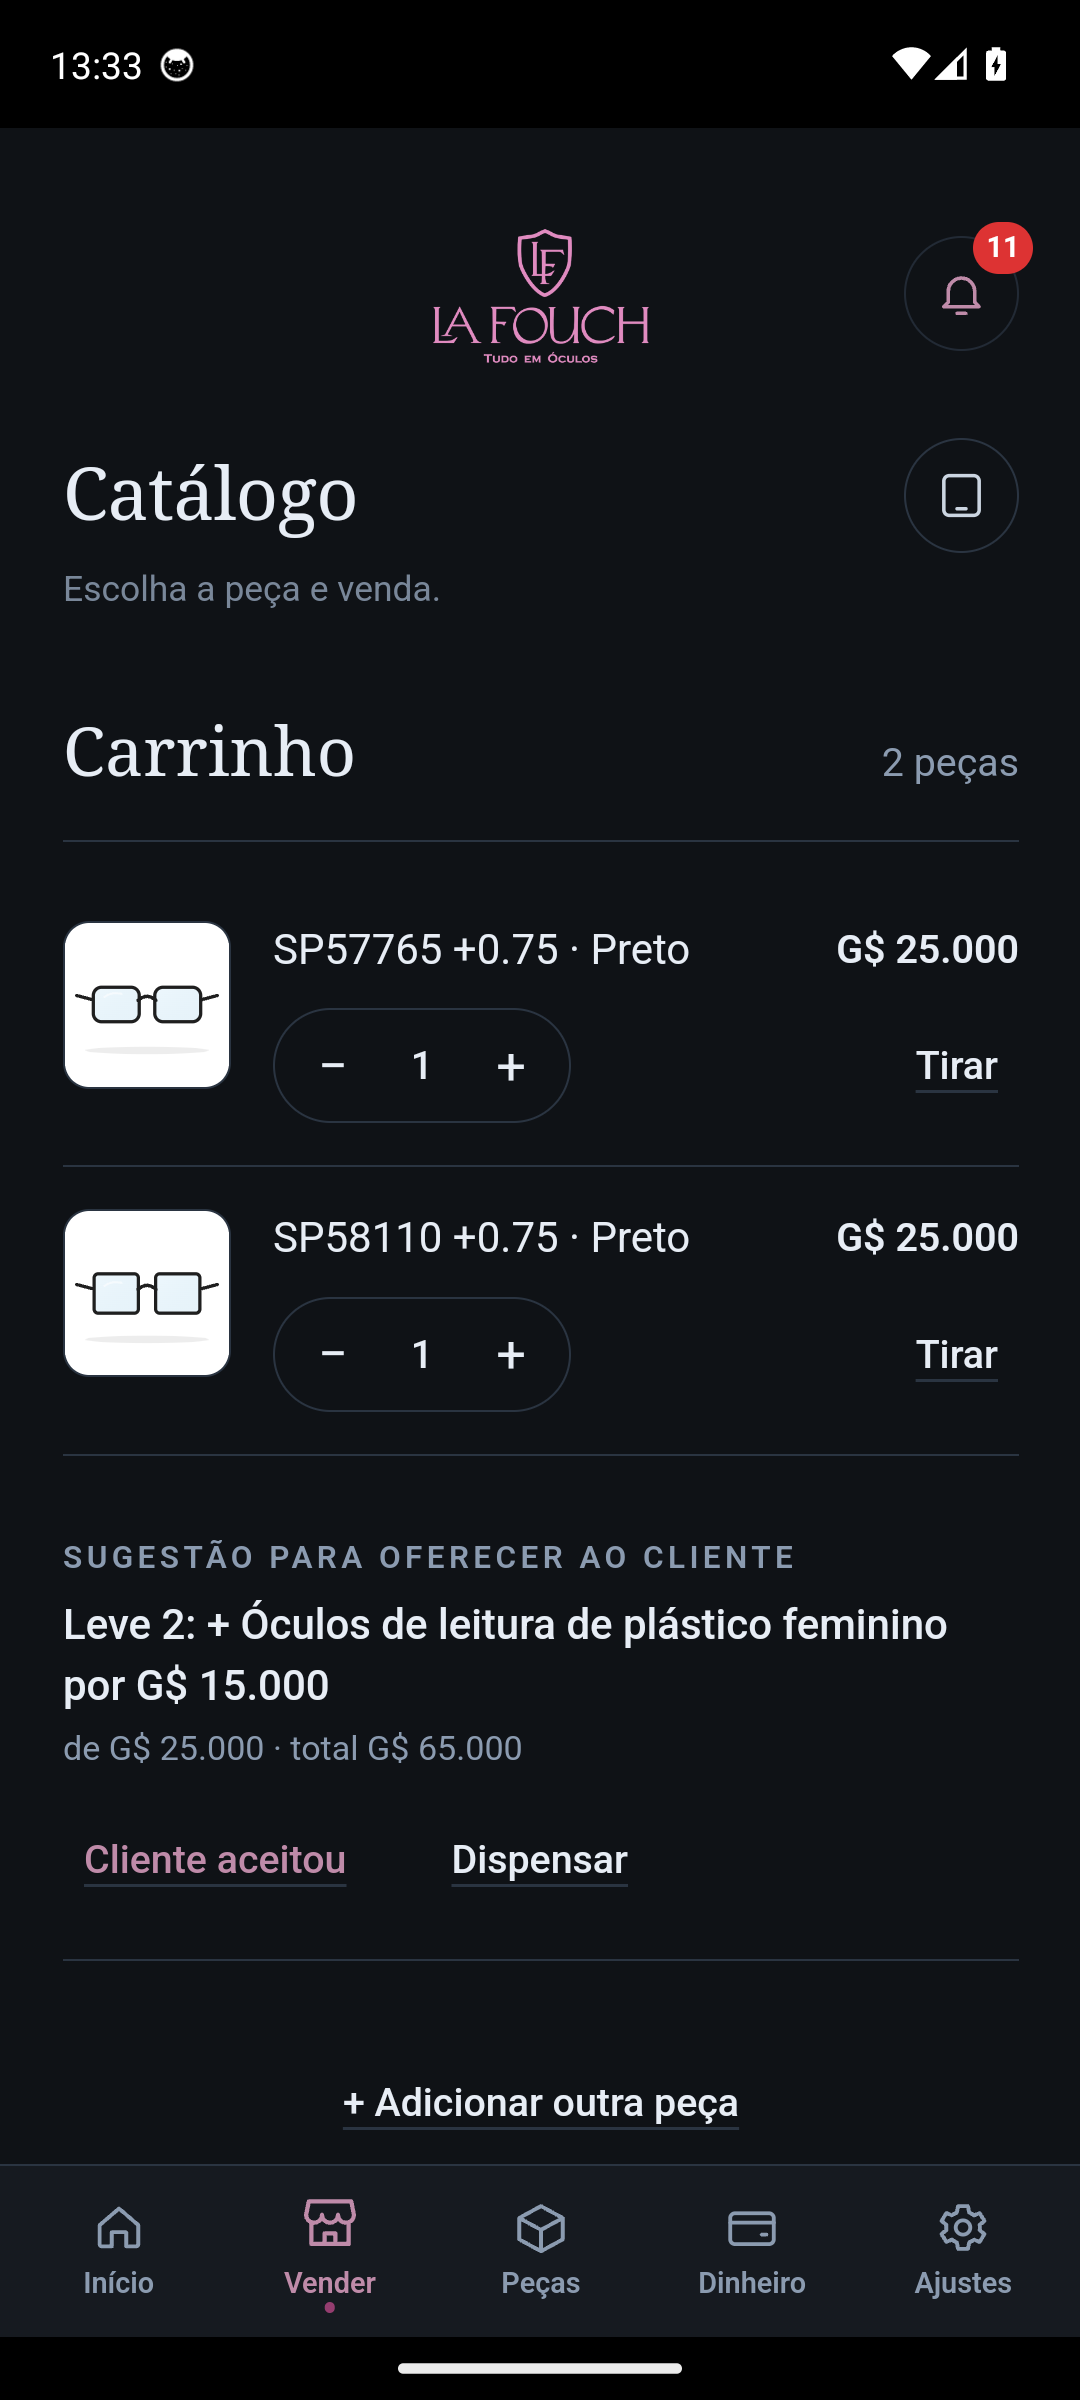 13:33
11
LF
LA FOUCH
TUDO EM ÓCULOS
Catálogo
Escolha a peça e venda.
Carrinho
2 peças
SP57765 +0.75 · Preto
G$ 25.000
− 1 +
Tirar
SP58110 +0.75 · Preto
G$ 25.000
− 1 +
Tirar
SUGESTÃO PARA OFERECER AO CLIENTE
Leve 2: + Óculos de leitura de plástico feminino
por G$ 15.000
de G$ 25.000 · total G$ 65.000
Cliente aceitou
Dispensar
+ Adicionar outra peça
Início
Vender
Peças
Dinheiro
Ajustes